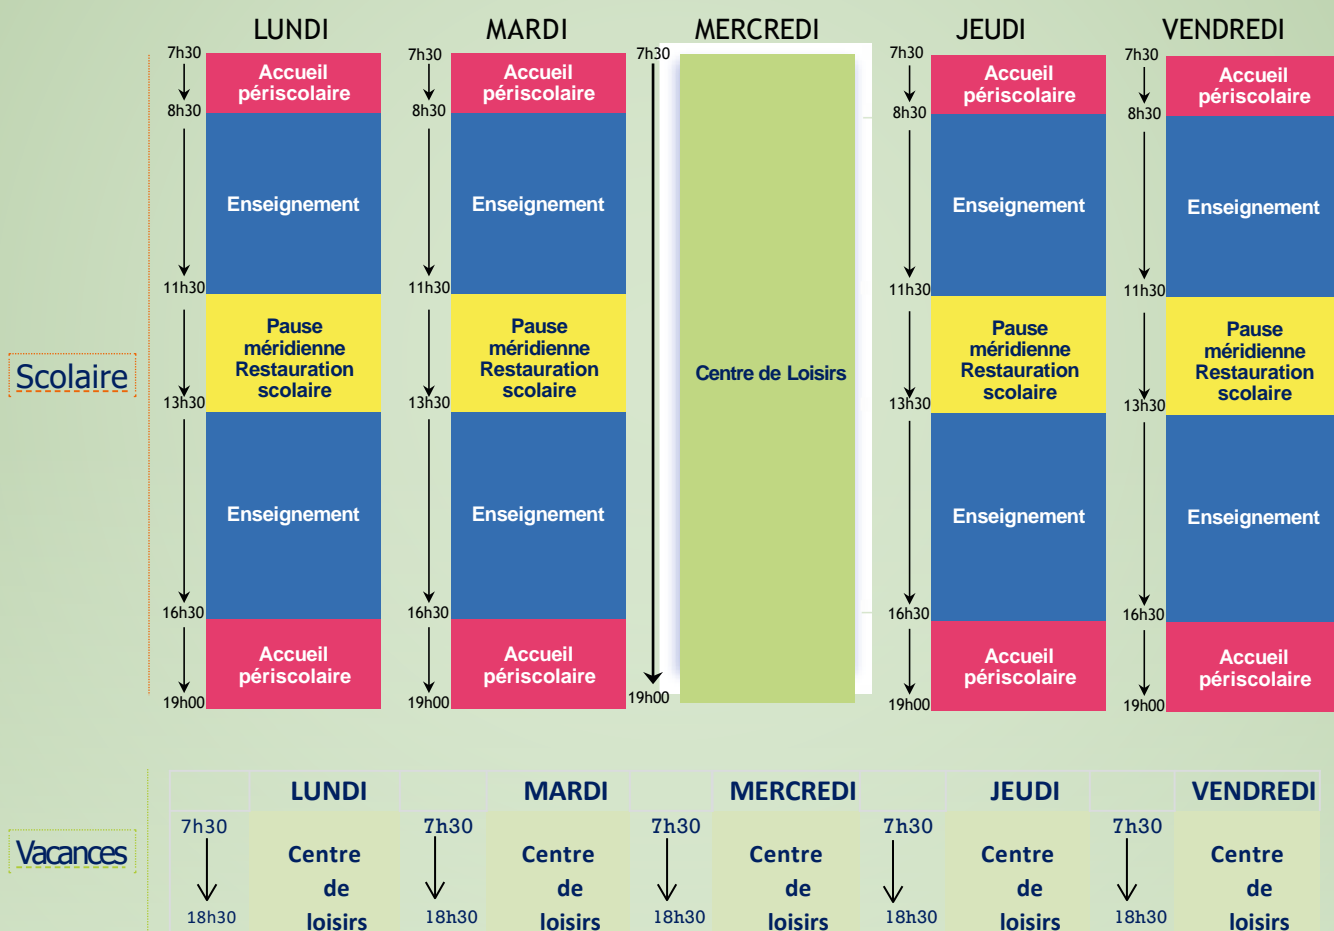 LUNDI
MARDI
MERCREDI
JEUDI
VENDREDI
Scolaire
7h30
8h30
11h30
13h30
16h30
19h00
Accueil
périscolaire
Enseignement
Pause
méridienne
Restauration
scolaire
Enseignement
Accueil
périscolaire
7h30
8h30
11h30
13h30
16h30
19h00
Accueil
périscolaire
Enseignement
Pause
méridienne
Restauration
scolaire
Enseignement
Accueil
périscolaire
7h30
19h00
Centre de Loisirs
7h30
8h30
11h30
13h30
16h30
19h00
Accueil
périscolaire
Enseignement
Pause
méridienne
Restauration
scolaire
Enseignement
Accueil
périscolaire
7h30
8h30
11h30
13h30
16h30
19h00
Accueil
périscolaire
Enseignement
Pause
méridienne
Restauration
scolaire
Enseignement
Accueil
périscolaire
Vacances
LUNDI
MARDI
MERCREDI
JEUDI
VENDREDI
7h30
18h30
Centre
de
loisirs
7h30
18h30
Centre
de
loisirs
7h30
18h30
Centre
de
loisirs
7h30
18h30
Centre
de
loisirs
7h30
18h30
Centre
de
loisirs